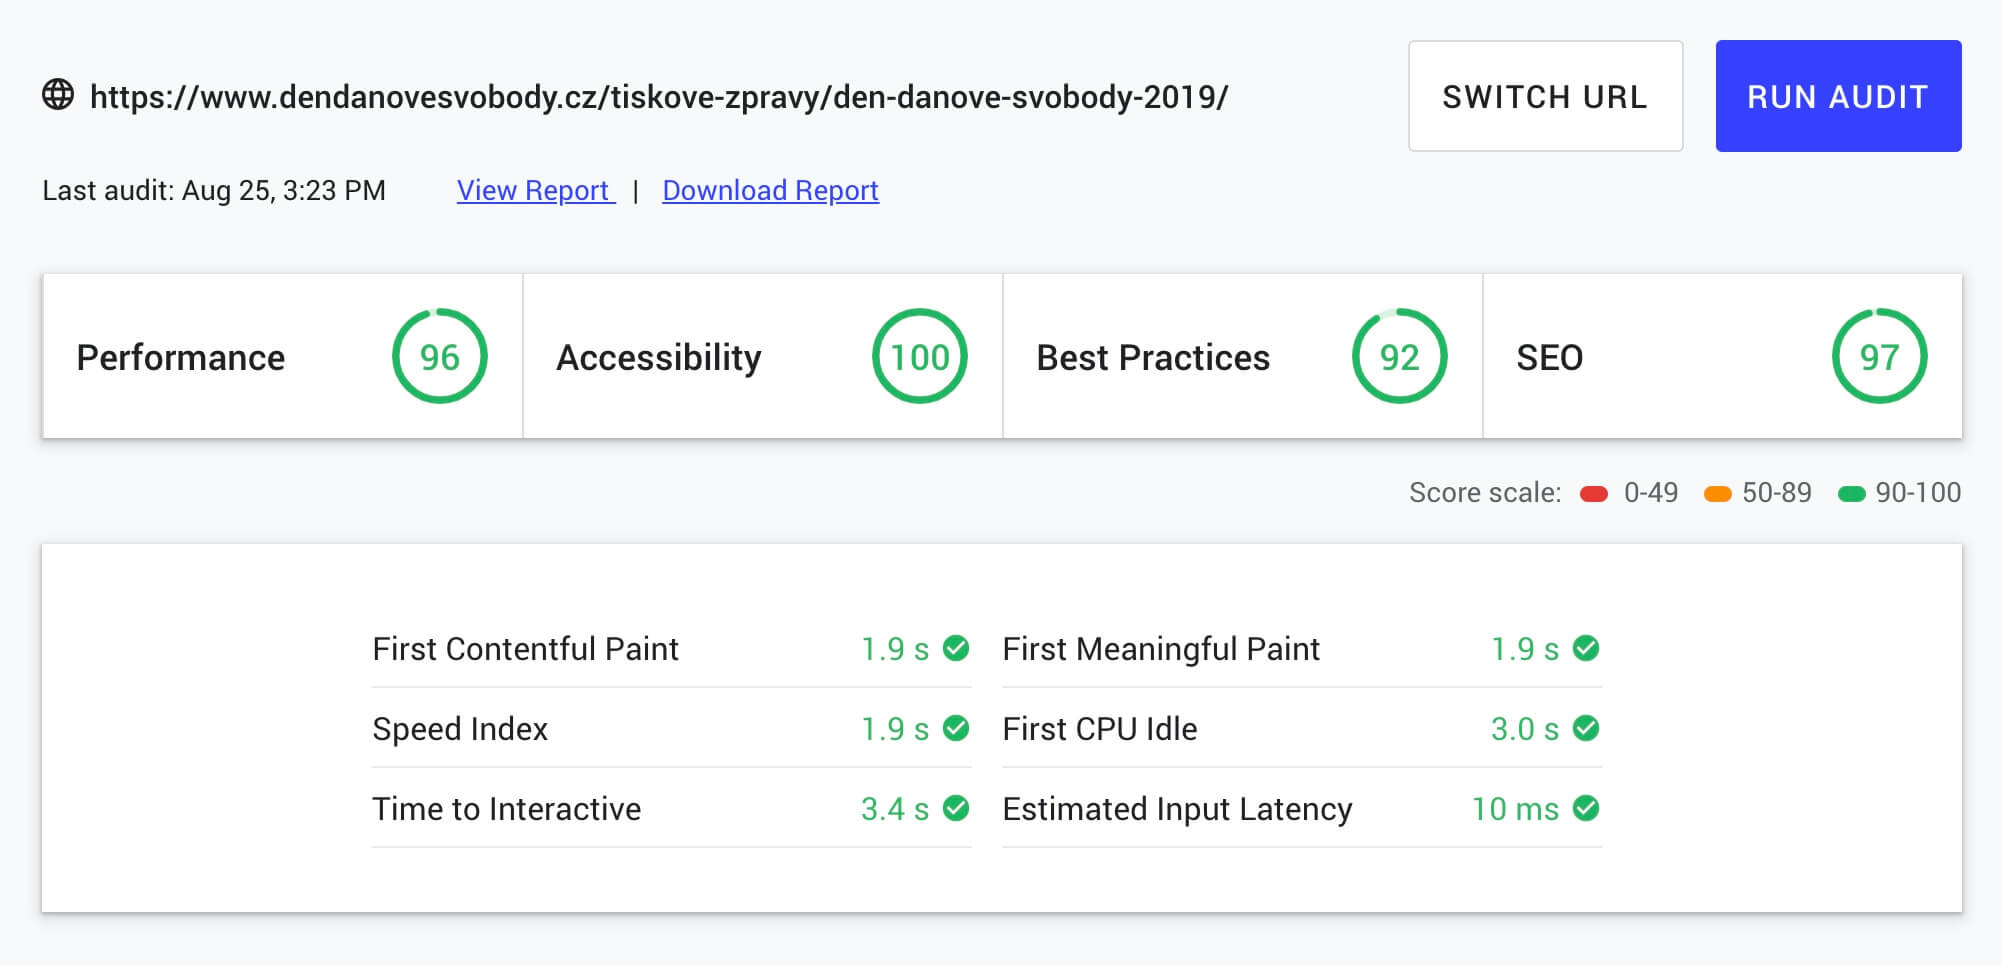 https://www.dendanovesvobody.cz/tiskove-zpravy/den-danove-svobody-2019/
SWITCH URL
RUN AUDIT
Last audit: Aug 25, 3:23 PM
View Report | Download Report
Performance 96
Accessibility 100
Best Practices 92
SEO 97
Score scale: 0-49 50-89 90-100
First Contentful Paint 1.9 s
First Meaningful Paint 1.9 s
Speed Index 1.9 s
First CPU Idle 3.0 s
Time to Interactive 3.4 s
Estimated Input Latency 10 ms